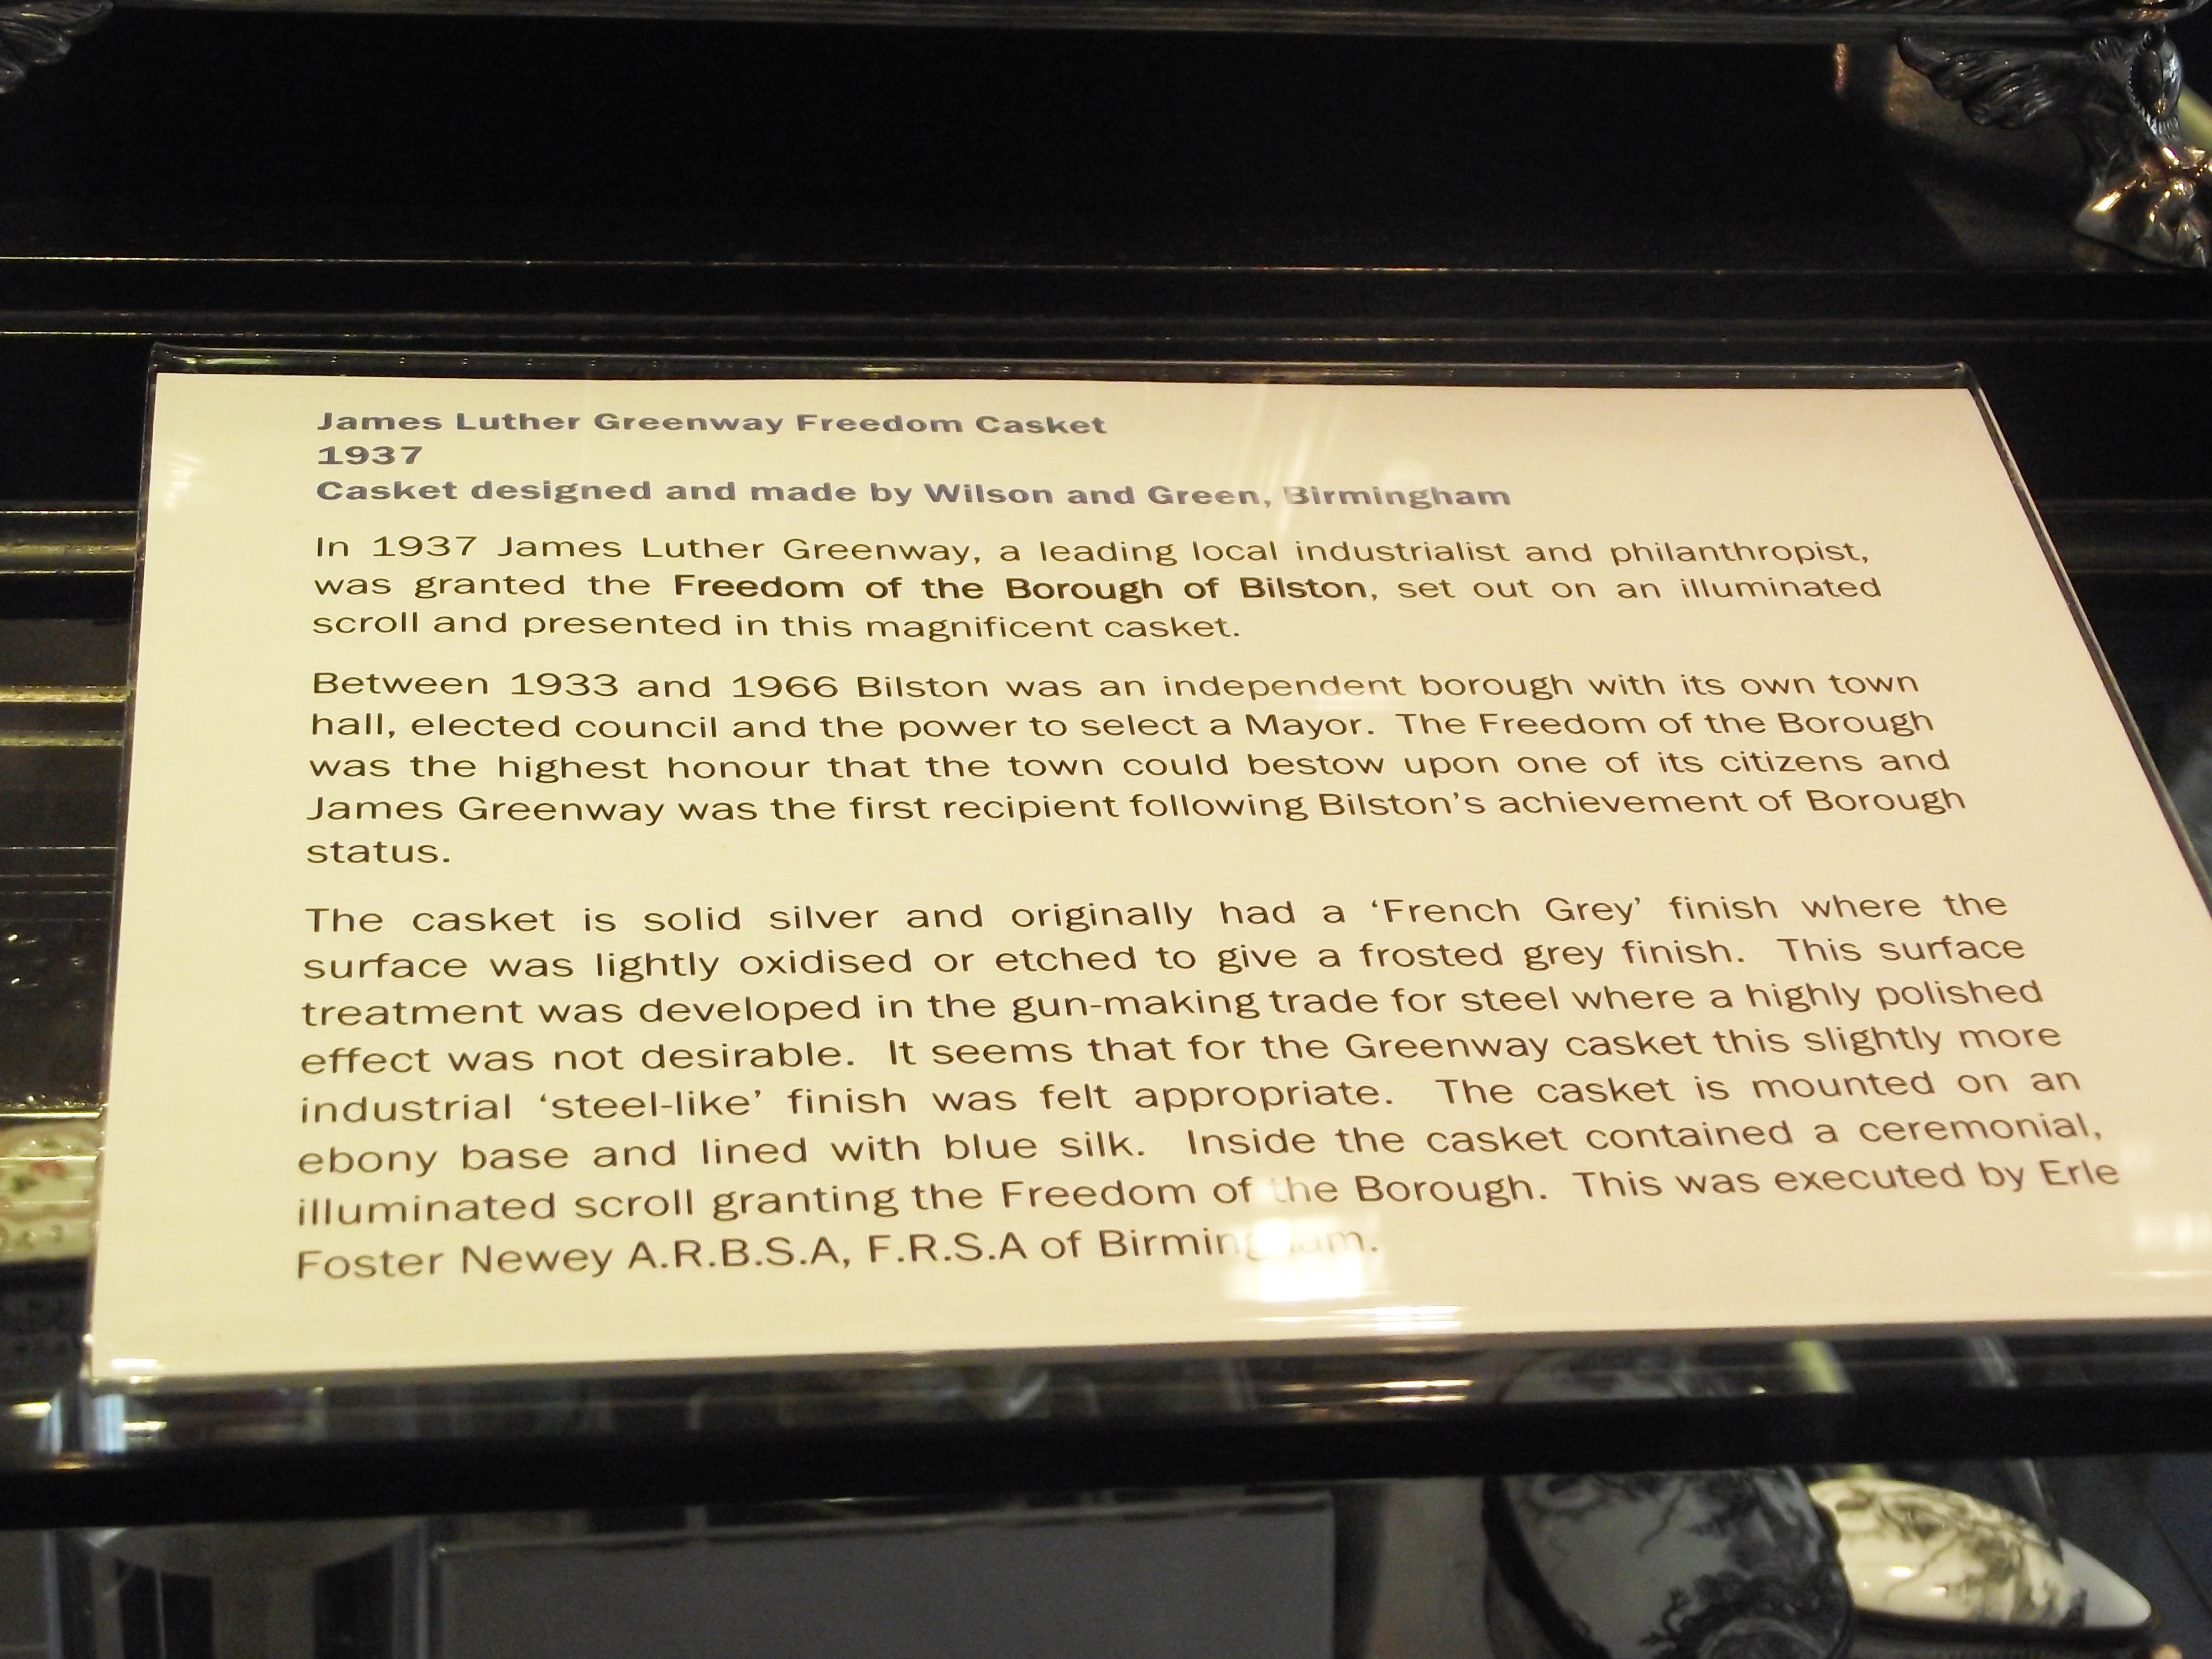 James Luther Greenway Freedom Casket
1937
Casket designed and made by Wilson and Green, Birmingham
In 1937 James Luther Greenway, a leading local industrialist and philanthropist,
was granted the Freedom of the Borough of Bilston, set out on an illuminated
scroll and presented in this magnificent casket.
Between 1933 and 1966 Bilston was an independent borough with its own town
hall, elected council and the power to select a Mayor. The Freedom of the Borough
was the highest honour that the town could bestow upon one of its citizens and
James Greenway was the first recipient following Bilston's achievement of Borough
status.
The casket is solid silver and originally had a 'French Grey' finish where the
surface was lightly oxidised or etched to give a frosted grey finish. This surface
treatment was developed in the gun-making trade for steel where a highly polished
effect was not desirable. It seems that for the Greenway casket this slightly more
industrial 'steel-like' finish was felt appropriate. The casket is mounted on an
ebony base and lined with blue silk. Inside the casket contained a ceremonial,
illuminated scroll granting the Freedom of the Borough. This was executed by Erle
Foster Newey A.R.B.S.A, F.R.S.A of Birmingham.